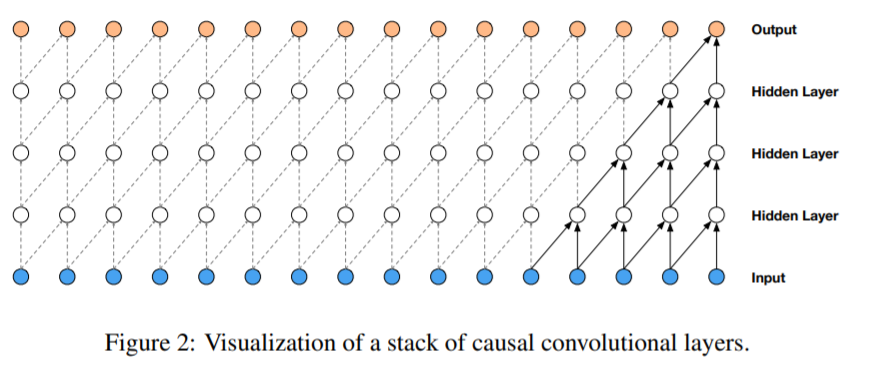 Output
Hidden Layer
Hidden Layer
Hidden Layer
Input
Figure 2: Visualization of a stack of causal convolutional layers.